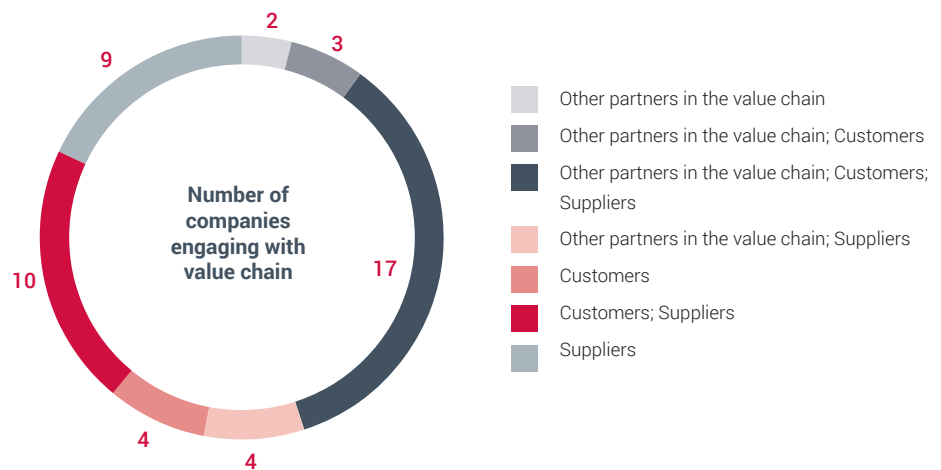 2
3
9
17
10
4
4
Number of
companies
engaging with
value chain
Other partners in the value chain
Other partners in the value chain; Customers
Other partners in the value chain; Customers;
Suppliers
Other partners in the value chain; Suppliers
Customers
Customers; Suppliers
Suppliers